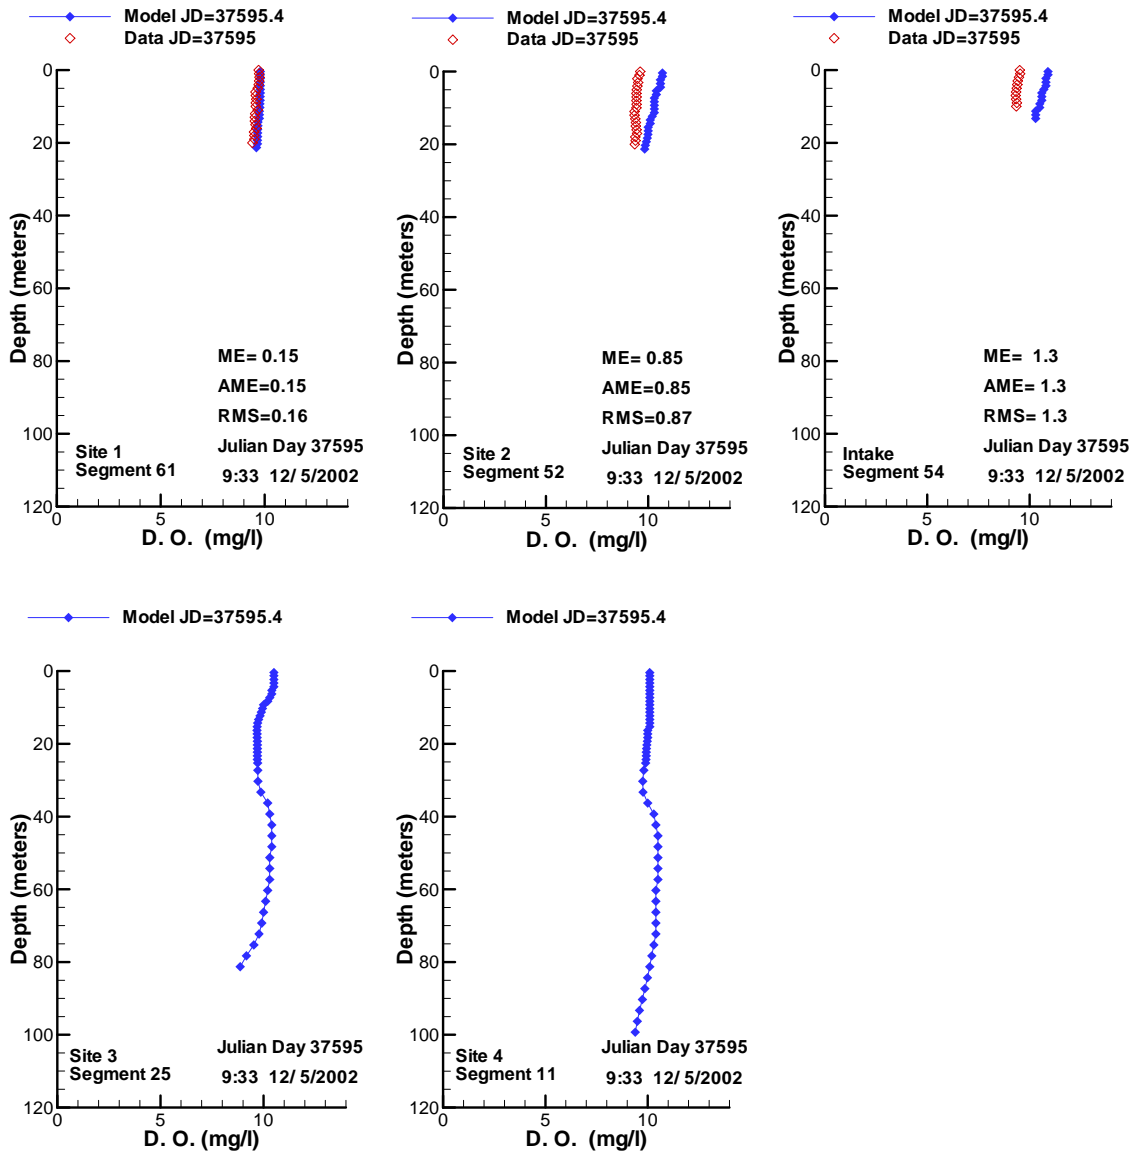 Model JD=37595.4
Data JD=37595
0
20
40
60
80
100
120
Depth (meters)
ME= 0.15
AME=0.15
RMS=0.16
Site 1
Segment 61
Julian Day 37595
9:33 12/ 5/2002
0 5 10
D. O. (mg/l)
Model JD=37595.4
Data JD=37595
0
20
40
60
80
100
120
Depth (meters)
ME= 0.85
AME=0.85
RMS=0.87
Site 2
Segment 52
Julian Day 37595
9:33 12/ 5/2002
0 5 10
D. O. (mg/l)
Model JD=37595.4
Data JD=37595
0
20
40
60
80
100
120
Depth (meters)
ME= 1.3
AME= 1.3
RMS= 1.3
Intake
Segment 54
Julian Day 37595
9:33 12/ 5/2002
0 5 10
D. O. (mg/l)
Model JD=37595.4
0
20
40
60
80
100
120
Depth (meters)
Site 3
Segment 25
Julian Day 37595
9:33 12/ 5/2002
0 5 10
D. O. (mg/l)
Model JD=37595.4
0
20
40
60
80
100
120
Depth (meters)
Site 4
Segment 11
Julian Day 37595
9:33 12/ 5/2002
0 5 10
D. O. (mg/l)